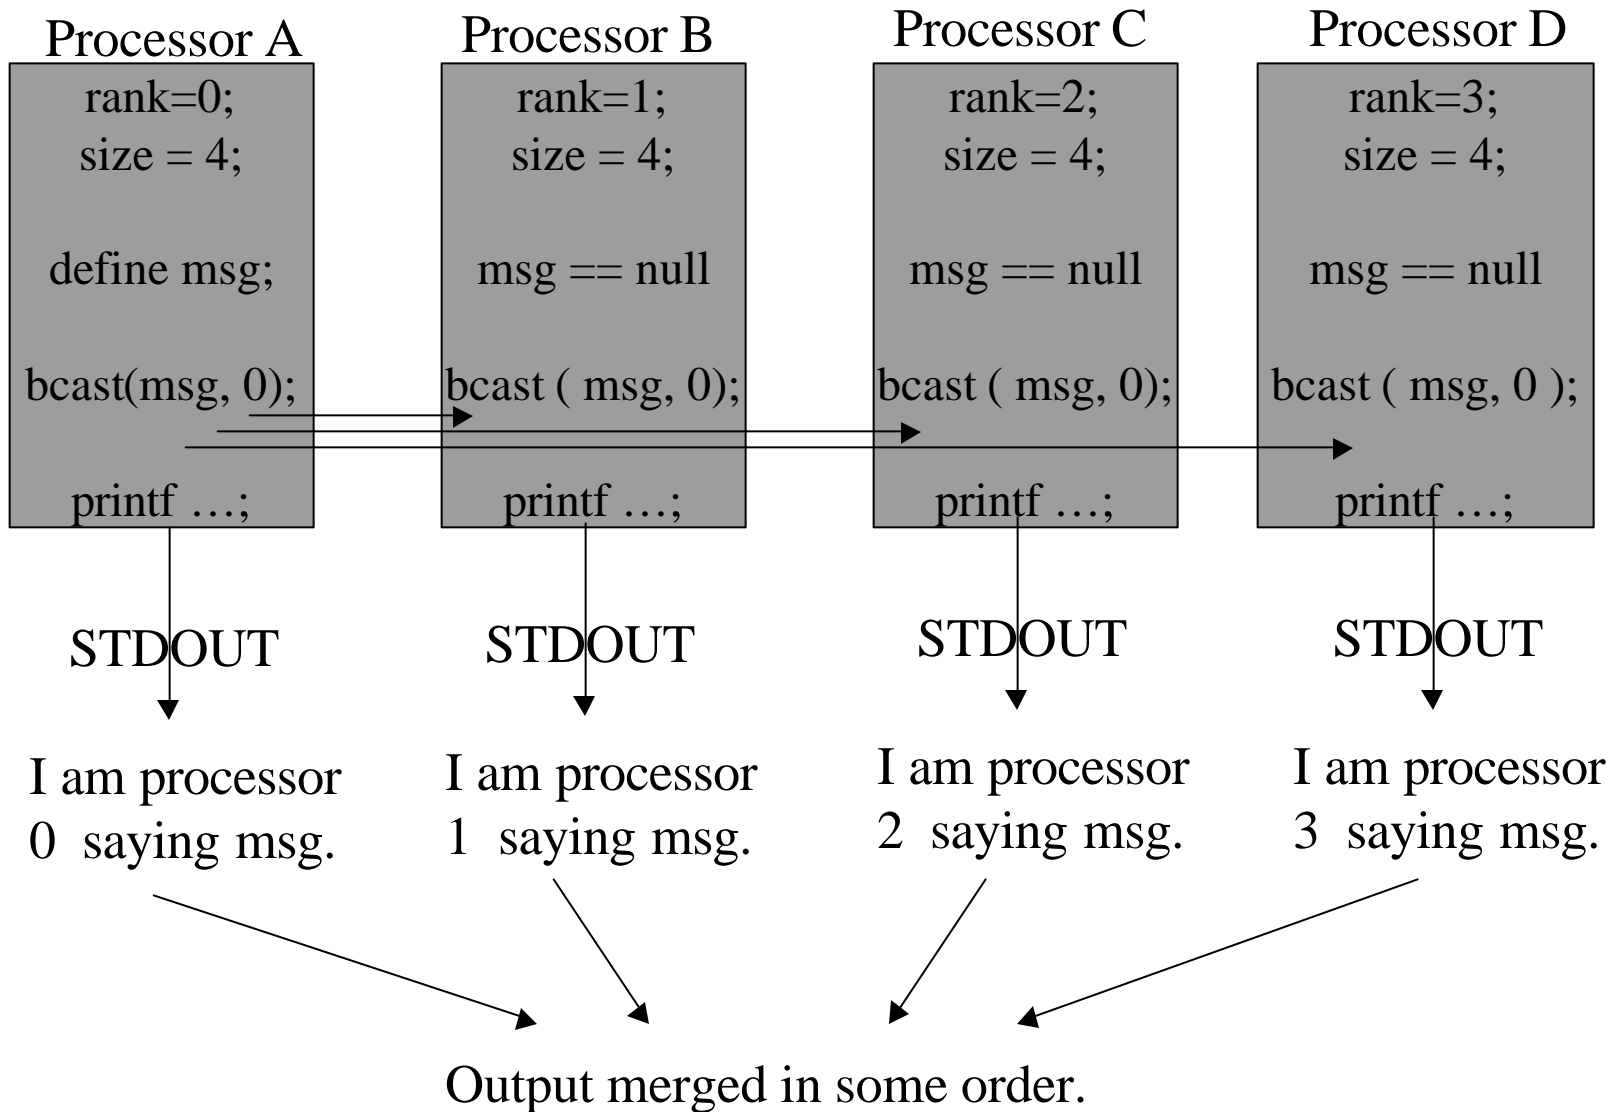 Processor A
rank=0;
size = 4;
define msg;
bcast(msg, 0);
printf …;
STDOUT
I am processor
0 saying msg.
Processor B
rank=1;
size = 4;
msg == null
bcast ( msg, 0);
printf …;
STDOUT
I am processor
1 saying msg.
Processor C
rank=2;
size = 4;
msg == null
bcast ( msg, 0);
printf …;
STDOUT
I am processor
2 saying msg.
Processor D
rank=3;
size = 4;
msg == null
bcast ( msg, 0 );
printf …;
STDOUT
I am processor
3 saying msg.
Output merged in some order.